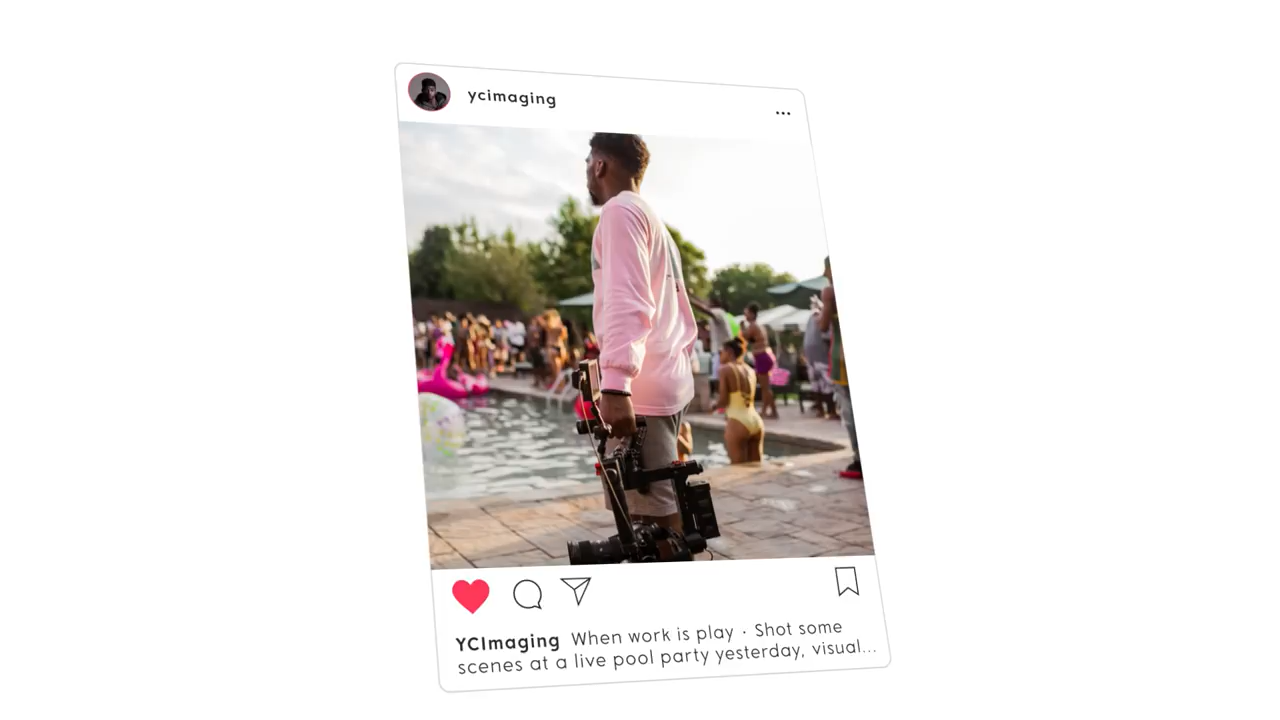 ycimaging
YCImaging When work is play · Shot some
scenes at a live pool party yesterday, visual...